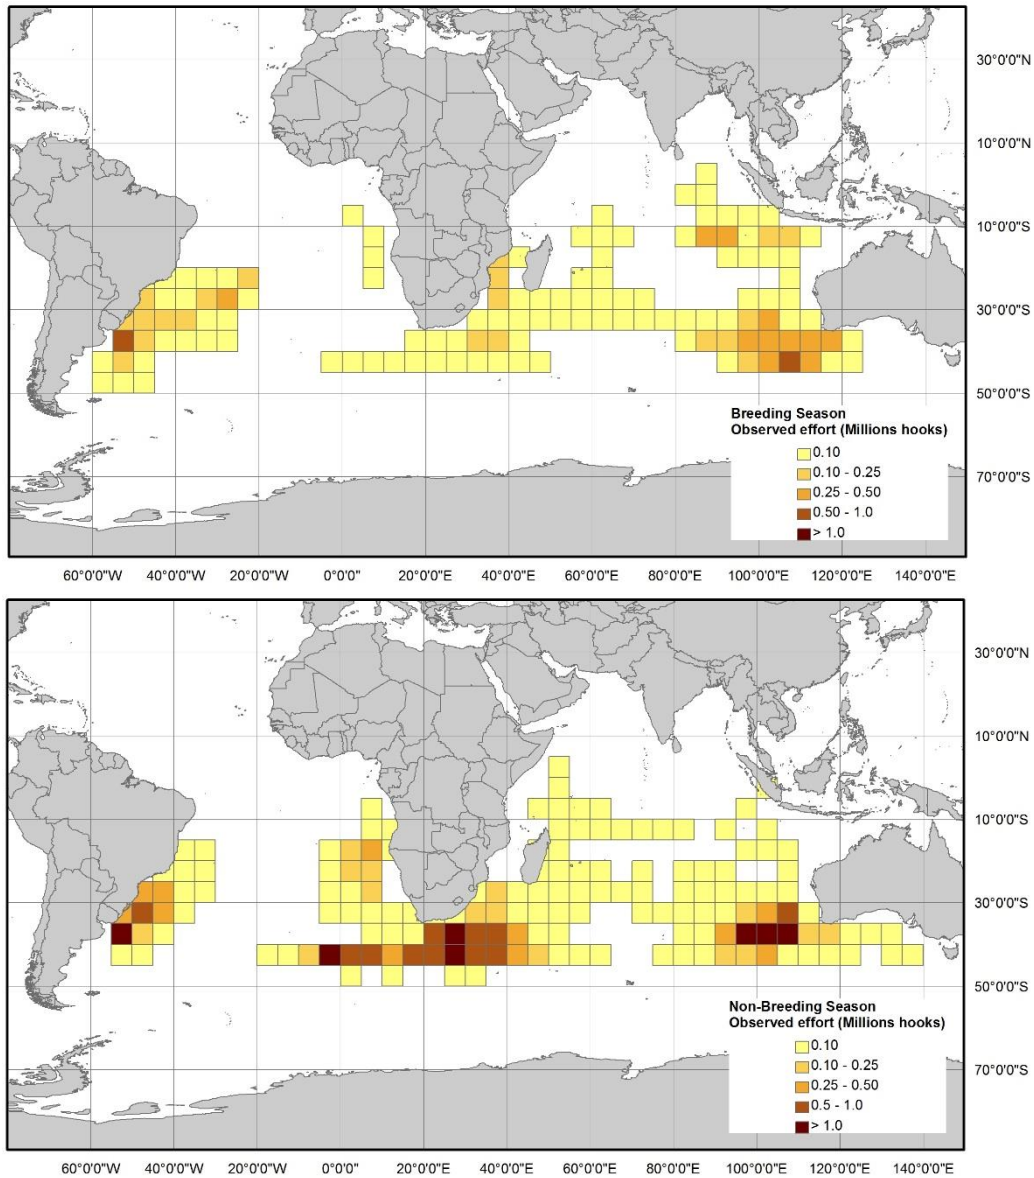 30°0'0"N
10°0'0"N
10°0'0"S
30°0'0"S
50°0'0"S
70°0'0"S
Breeding Season
Observed effort (Millions hooks)
0.10
0.10 - 0.25
0.25 - 0.50
0.50 - 1.0
> 1.0
60°0'0"W 40°0'0"W 20°0'0"W 0°0'0" 20°0'0"E 40°0'0"E 60°0'0"E 80°0'0"E 100°0'0"E 120°0'0"E 140°0'0"E
30°0'0"N
10°0'0"N
10°0'0"S
30°0'0"S
50°0'0"S
70°0'0"S
Non-Breeding Season
Observed effort (Millions hooks)
0.10
0.10 - 0.25
0.25 - 0.50
0.5 - 1.0
> 1.0
60°0'0"W 40°0'0"W 20°0'0"W 0°0'0" 20°0'0"E 40°0'0"E 60°0'0"E 80°0'0"E 100°0'0"E 120°0'0"E 140°0'0"E